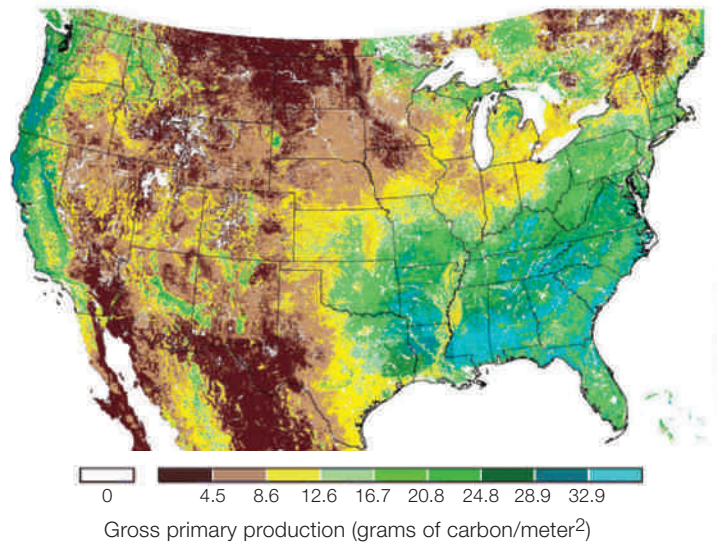 0 4.5 8.6 12.6 16.7 20.8 24.8 28.9 32.9
Gross primary production (grams of carbon/meter²)